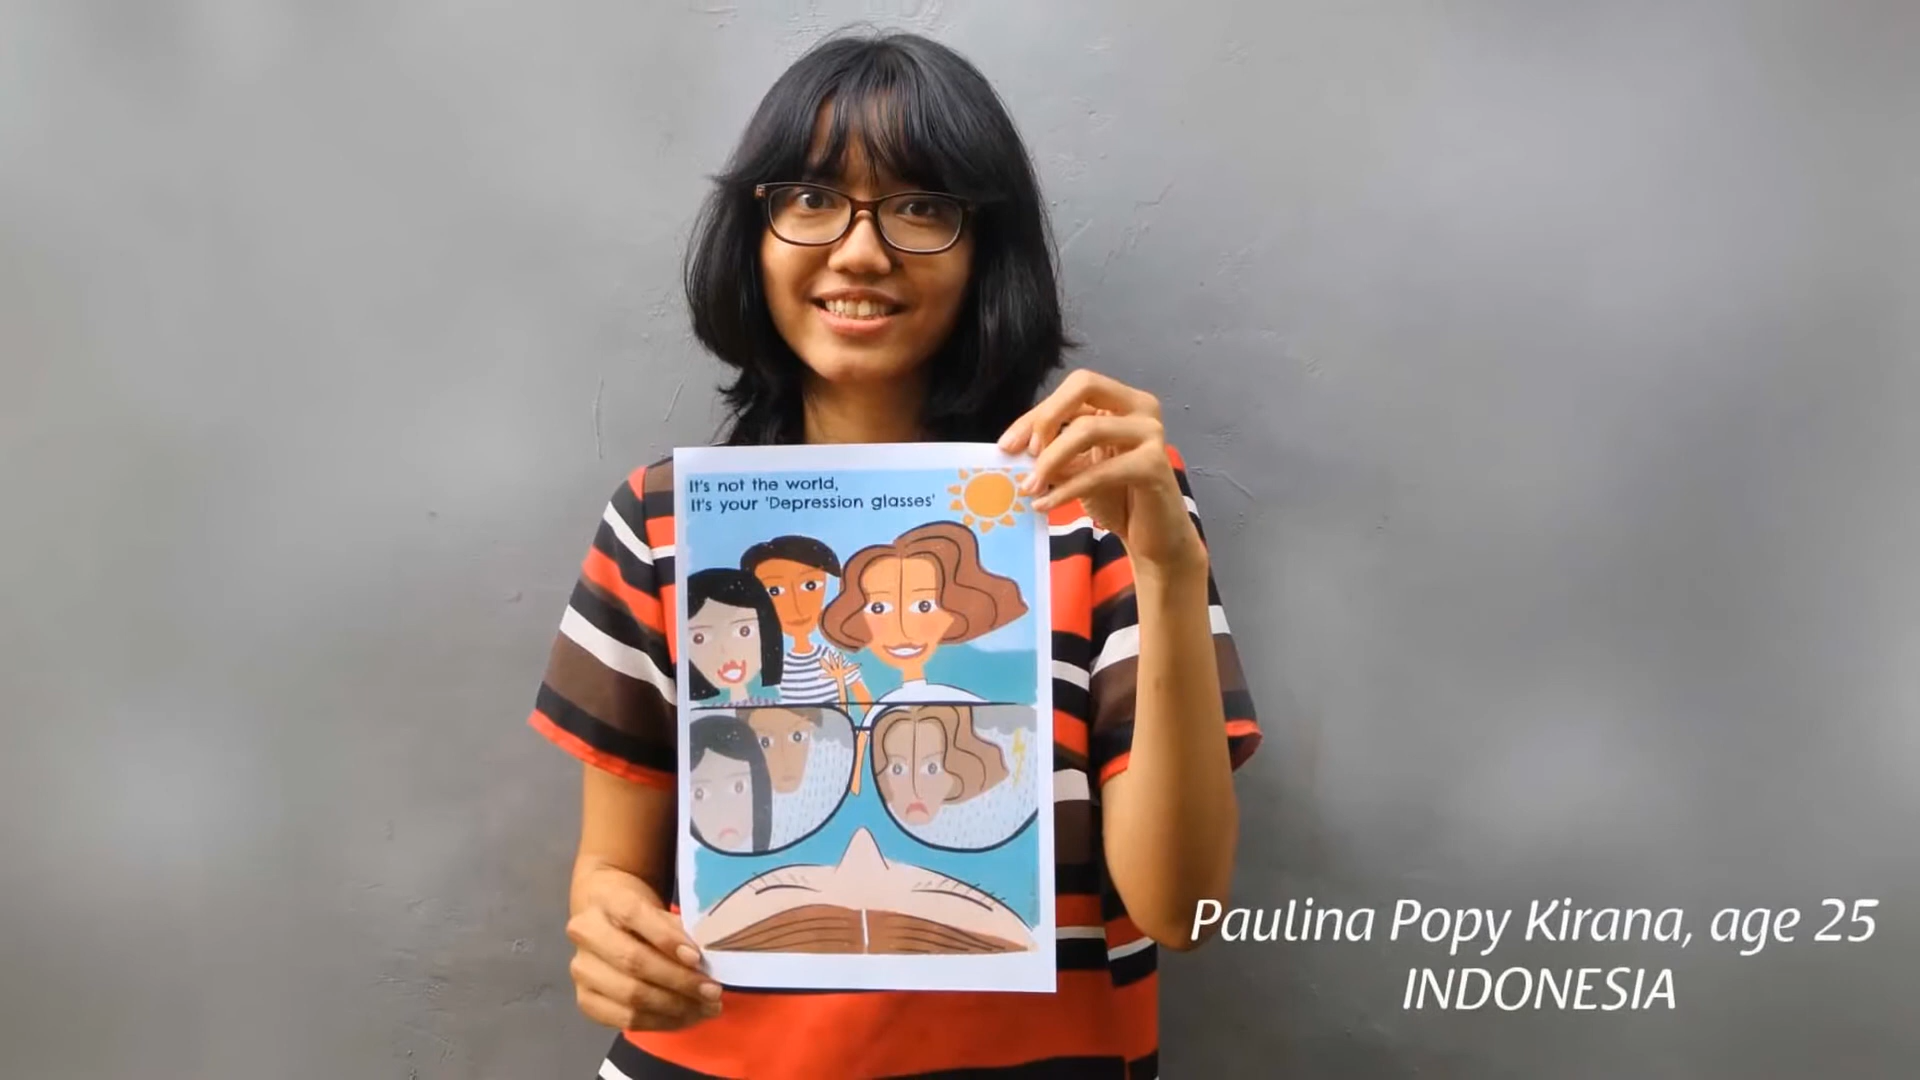 It's not the world,
It's your 'Depression glasses'
Paulina Popy Kirana, age 25
INDONESIA